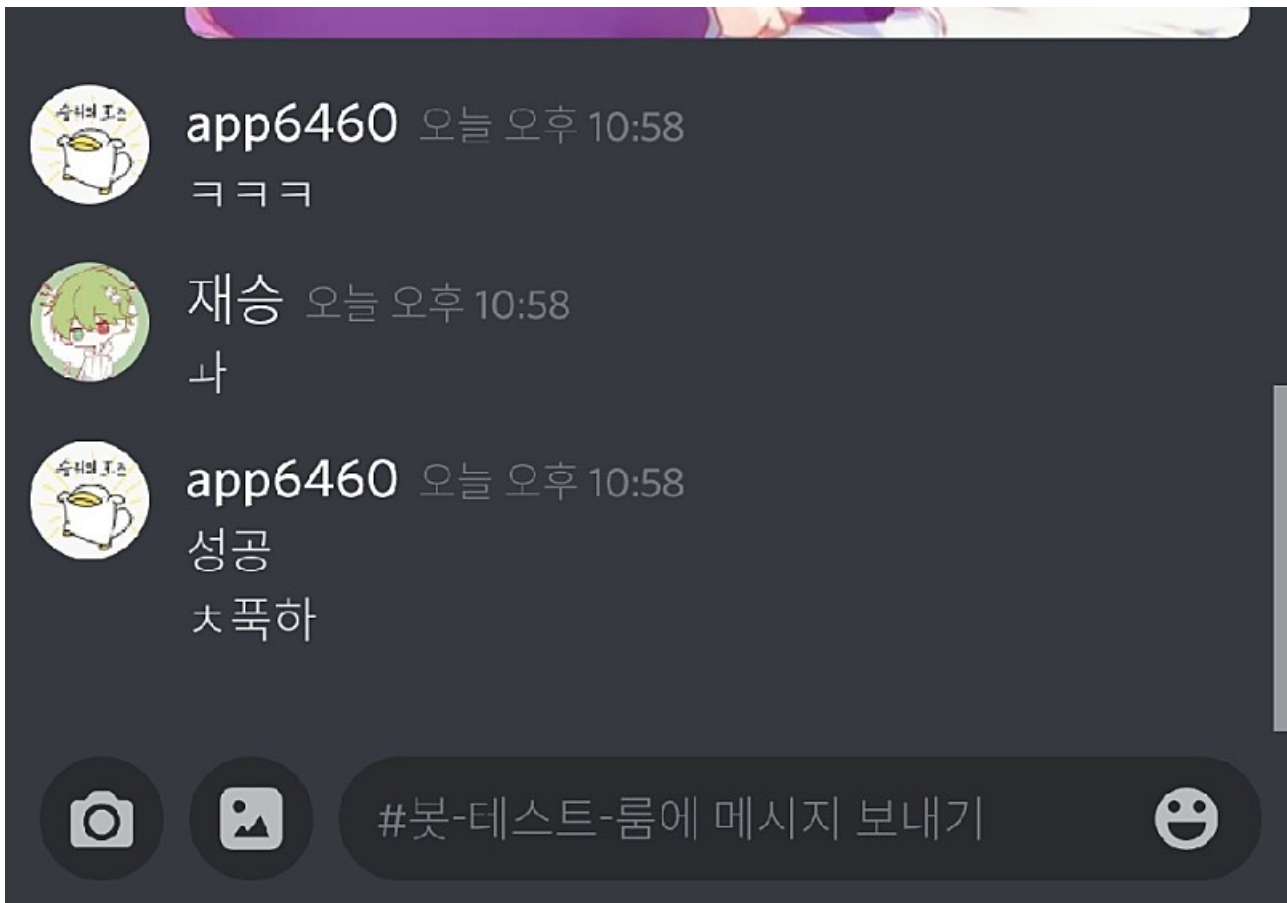 app6460 오늘 오후 10:58
ㅋㅋㅋ
재승 오늘 오후 10:58
ㅘ
app6460 오늘 오후 10:58
성공
ㅊ푹하
#봇-테스트-룸에 메시지 보내기